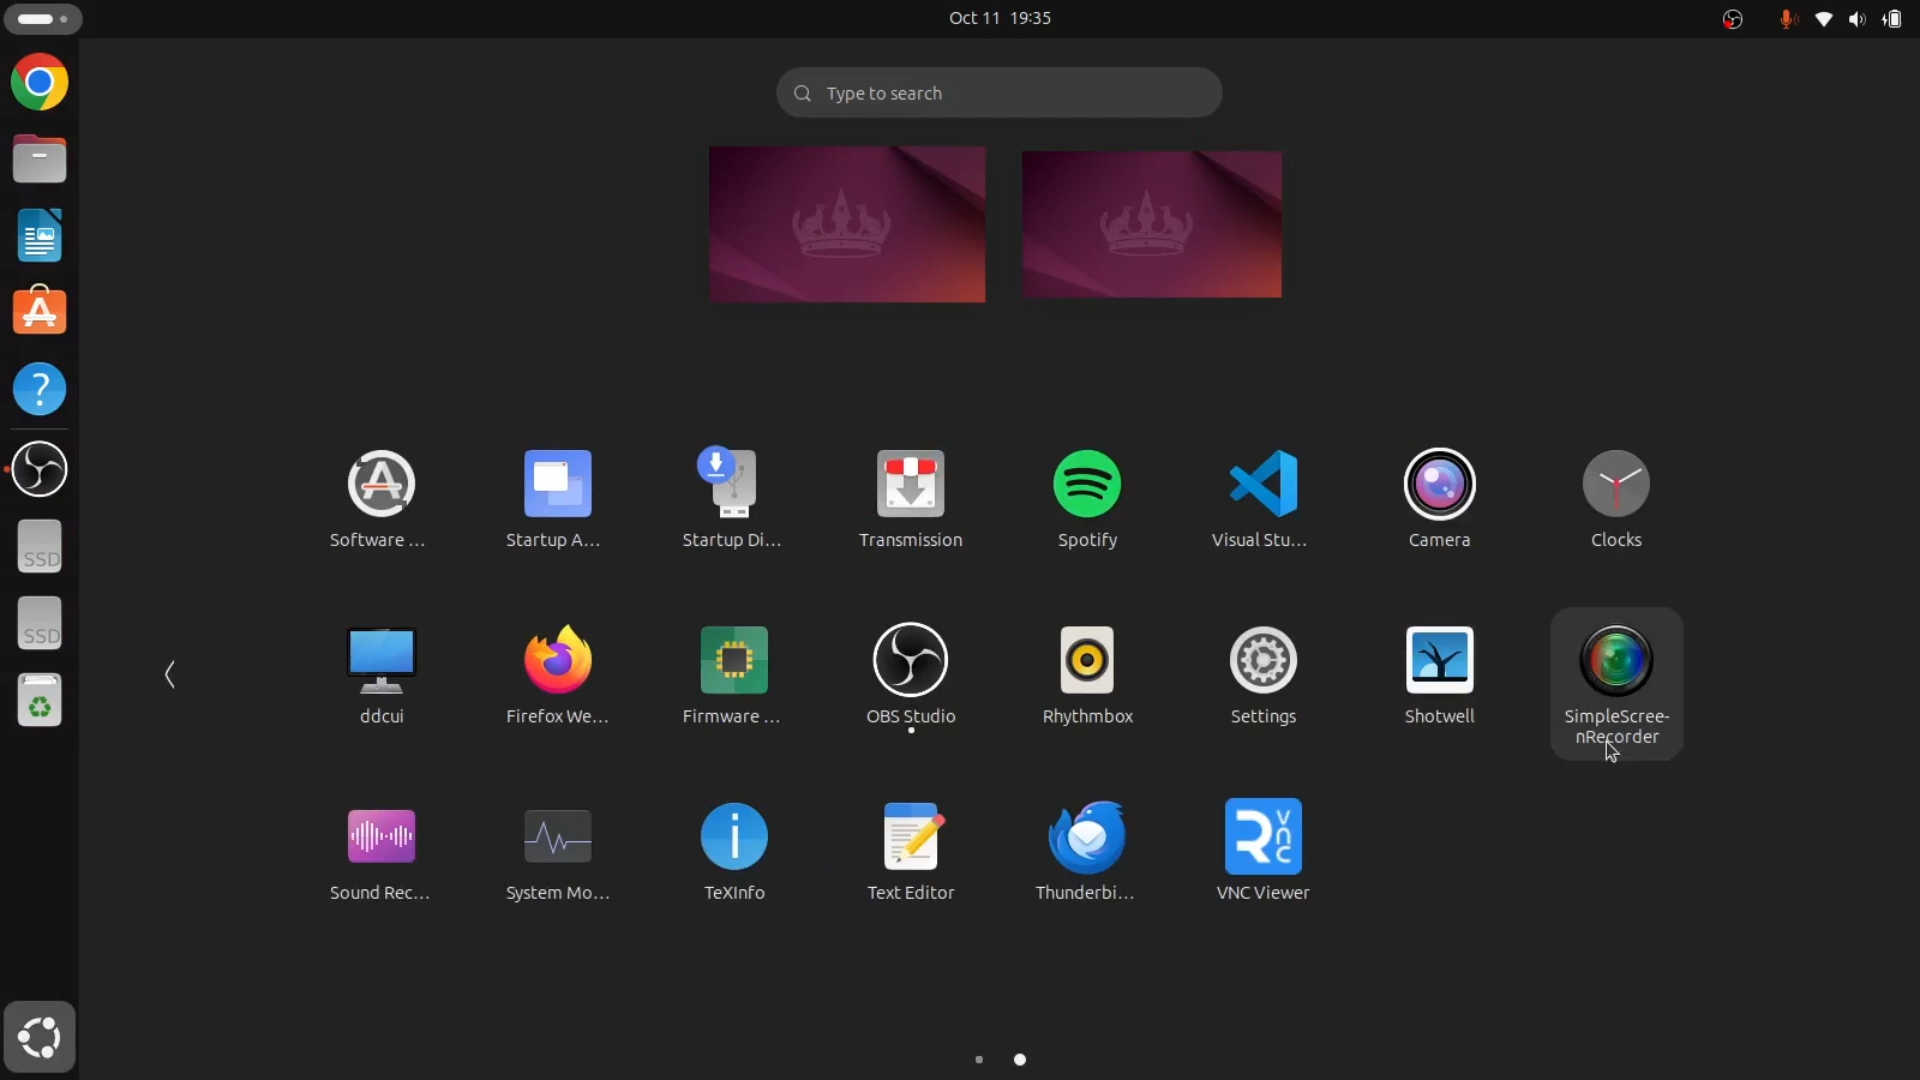 Oct 11 19:35
Type to search
Software ...
Startup A...
Startup Di...
Transmission
Spotify
Visual Stu...
Camera
Clocks
ddcui
Firefox We...
Firmware ...
OBS Studio
Rhythmbox
Settings
Shotwell
SimpleScree-
nRecorder
Sound Rec...
System Mo...
TeXInfo
Text Editor
Thunderbi...
VNC Viewer
SSD
SSD